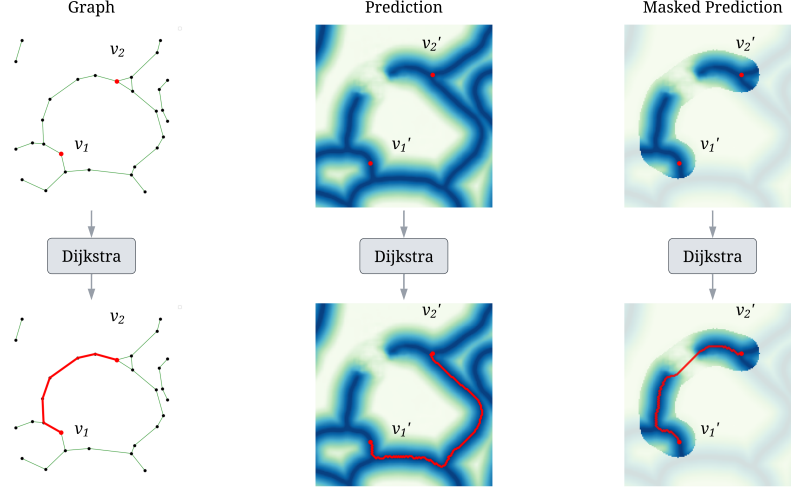 Graph Prediction Masked Prediction
v2 v2' v2'
v1 v1' v1'
Dijkstra Dijkstra Dijkstra
v2 v2' v2'
v1 v1' v1'